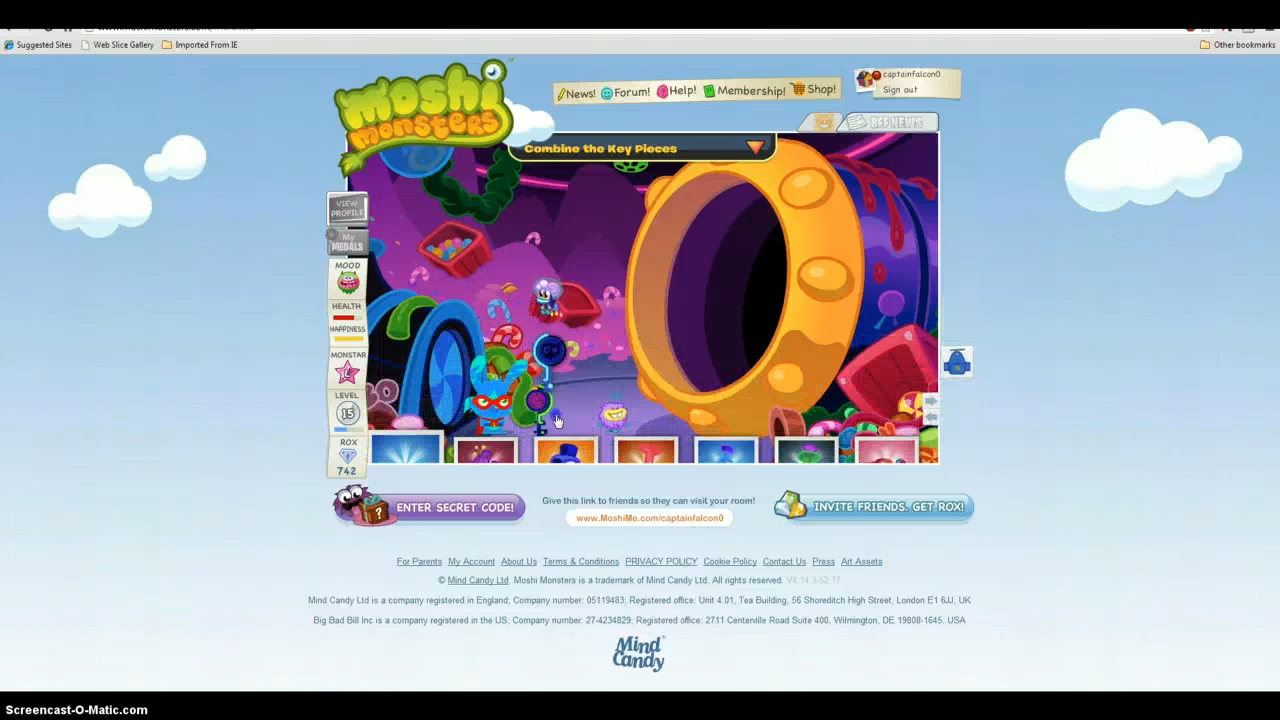 Suggested Sites Web Slice Gallery Imported From IE Other bookmarks
moshi monsters
News! Forum! Help! Membership! Shop!
captainfalcon0
Sign out
BFF NEWS
Combine the Key Pieces
VIEW PROFILE
My MEDALS
MOOD
HEALTH
HAPPINESS
MONSTAR
LEVEL
15
ROX
742
ENTER SECRET CODE!
Give this link to friends so they can visit your room!
www.MoshiMe.com/captainfalcon0
INVITE FRIENDS. GET ROX!
For Parents My Account About Us Terms & Conditions PRIVACY POLICY Cookie Policy Contact Us Press Art Assets
© Mind Candy Ltd. Moshi Monsters is a trademark of Mind Candy Ltd. All rights reserved. V4.14.3-52.17
Mind Candy Ltd is a company registered in England; Company number: 05119483; Registered office: Unit 4.01, Tea Building, 56 Shoreditch High Street, London E1 6JJ, UK
Big Bad Bill Inc is a company registered in the US; Company number: 27-4234829; Registered office: 2711 Centerville Road Suite 400, Wilmington, DE 19808-1645, USA
Mind Candy
Screencast-O-Matic.com